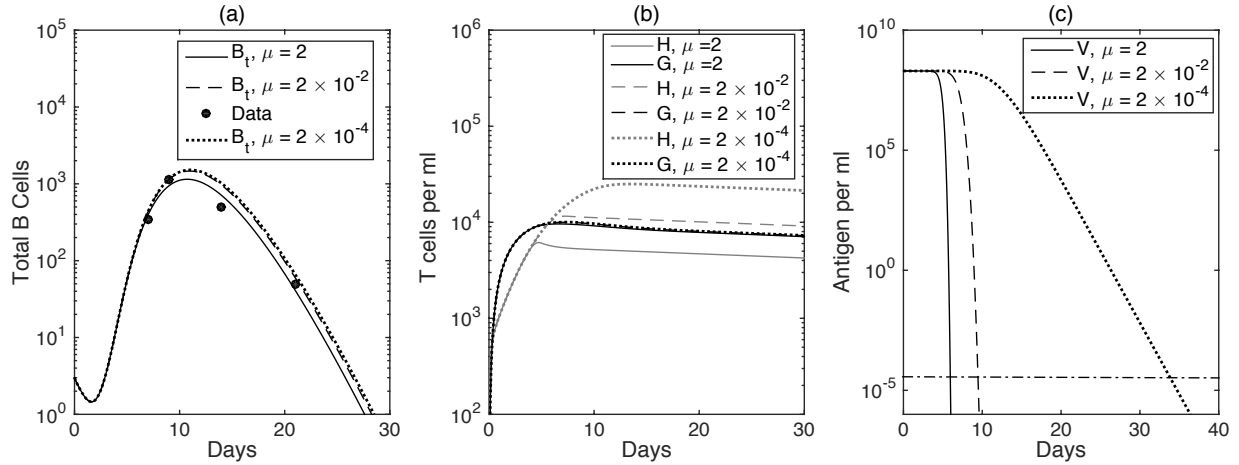 (a)
Total B Cells
10^5
10^4
10^3
10^2
10^1
10^0
B_t, μ = 2
B_t, μ = 2 × 10^-2
Data
B_t, μ = 2 × 10^-4
0 10 20 30
Days
(b)
T cells per ml
10^6
10^5
10^4
10^3
10^2
H, μ =2
G, μ =2
H, μ = 2 × 10^-2
G, μ = 2 × 10^-2
H, μ = 2 × 10^-4
G, μ = 2 × 10^-4
0 10 20 30
Days
(c)
Antigen per ml
10^10
10^5
10^0
10^-5
V, μ = 2
V, μ = 2 × 10^-2
V, μ = 2 × 10^-4
0 10 20 30 40
Days